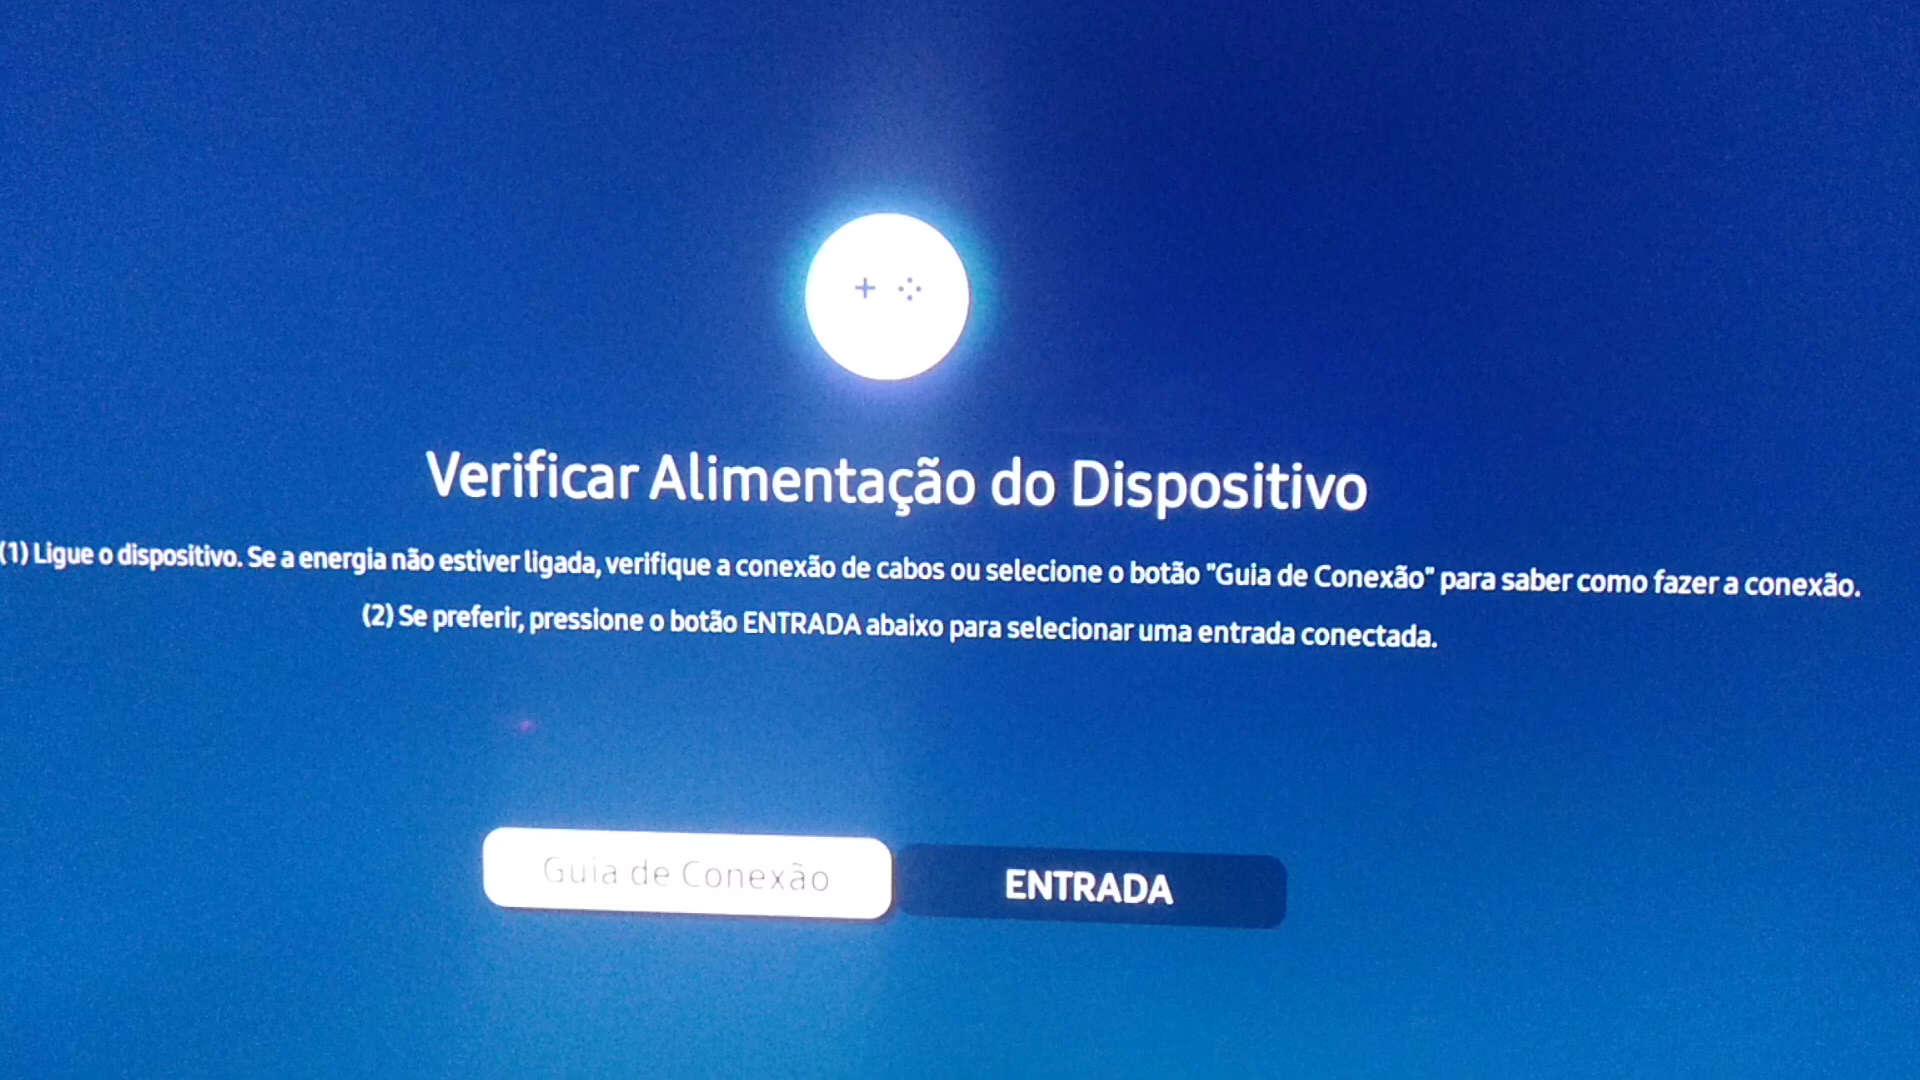 Verificar Alimentação do Dispositivo
(1) Ligue o dispositivo. Se a energia não estiver ligada, verifique a conexão de cabos ou selecione o botão "Guia de Conexão" para saber como fazer a conexão.
(2) Se preferir, pressione o botão ENTRADA abaixo para selecionar uma entrada conectada.
Guia de Conexão
ENTRADA